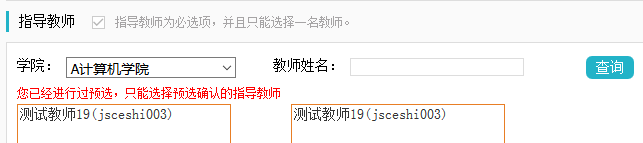 指导教师 指导教师为必选项，并且只能选择一名教师。
学院： A计算机学院 教师姓名： 查询
您已经进行过预选，只能选择预选确认的指导教师
测试教师19(jsceshi003) 测试教师19(jsceshi003)